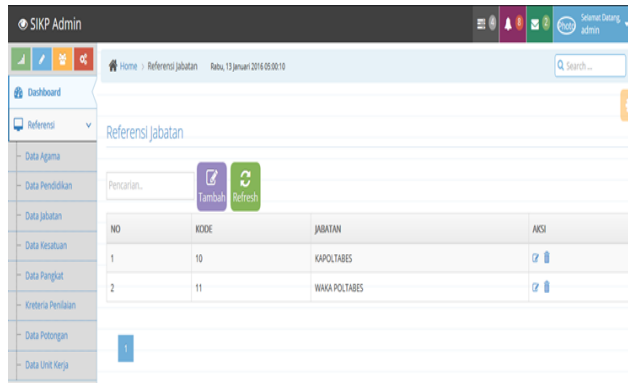 SIKP Admin
4
8
Photo
Selamat Datang,
admin
Home > Referensi Jabatan Rabu, 13 Januari 2016 05:00:10
Search ...
Dashboard
Referensi
Data Agama
Data Pendidikan
Data Jabatan
Data Kesatuan
Data Pangkat
Kreteria Penilaian
Data Potongan
Data Unit Kerja
Referensi Jabatan
Pencarian..
Tambah
Refresh
NO KODE JABATAN AKSI
1 10 KAPOLTABES
2 11 WAKA POLTABES
1